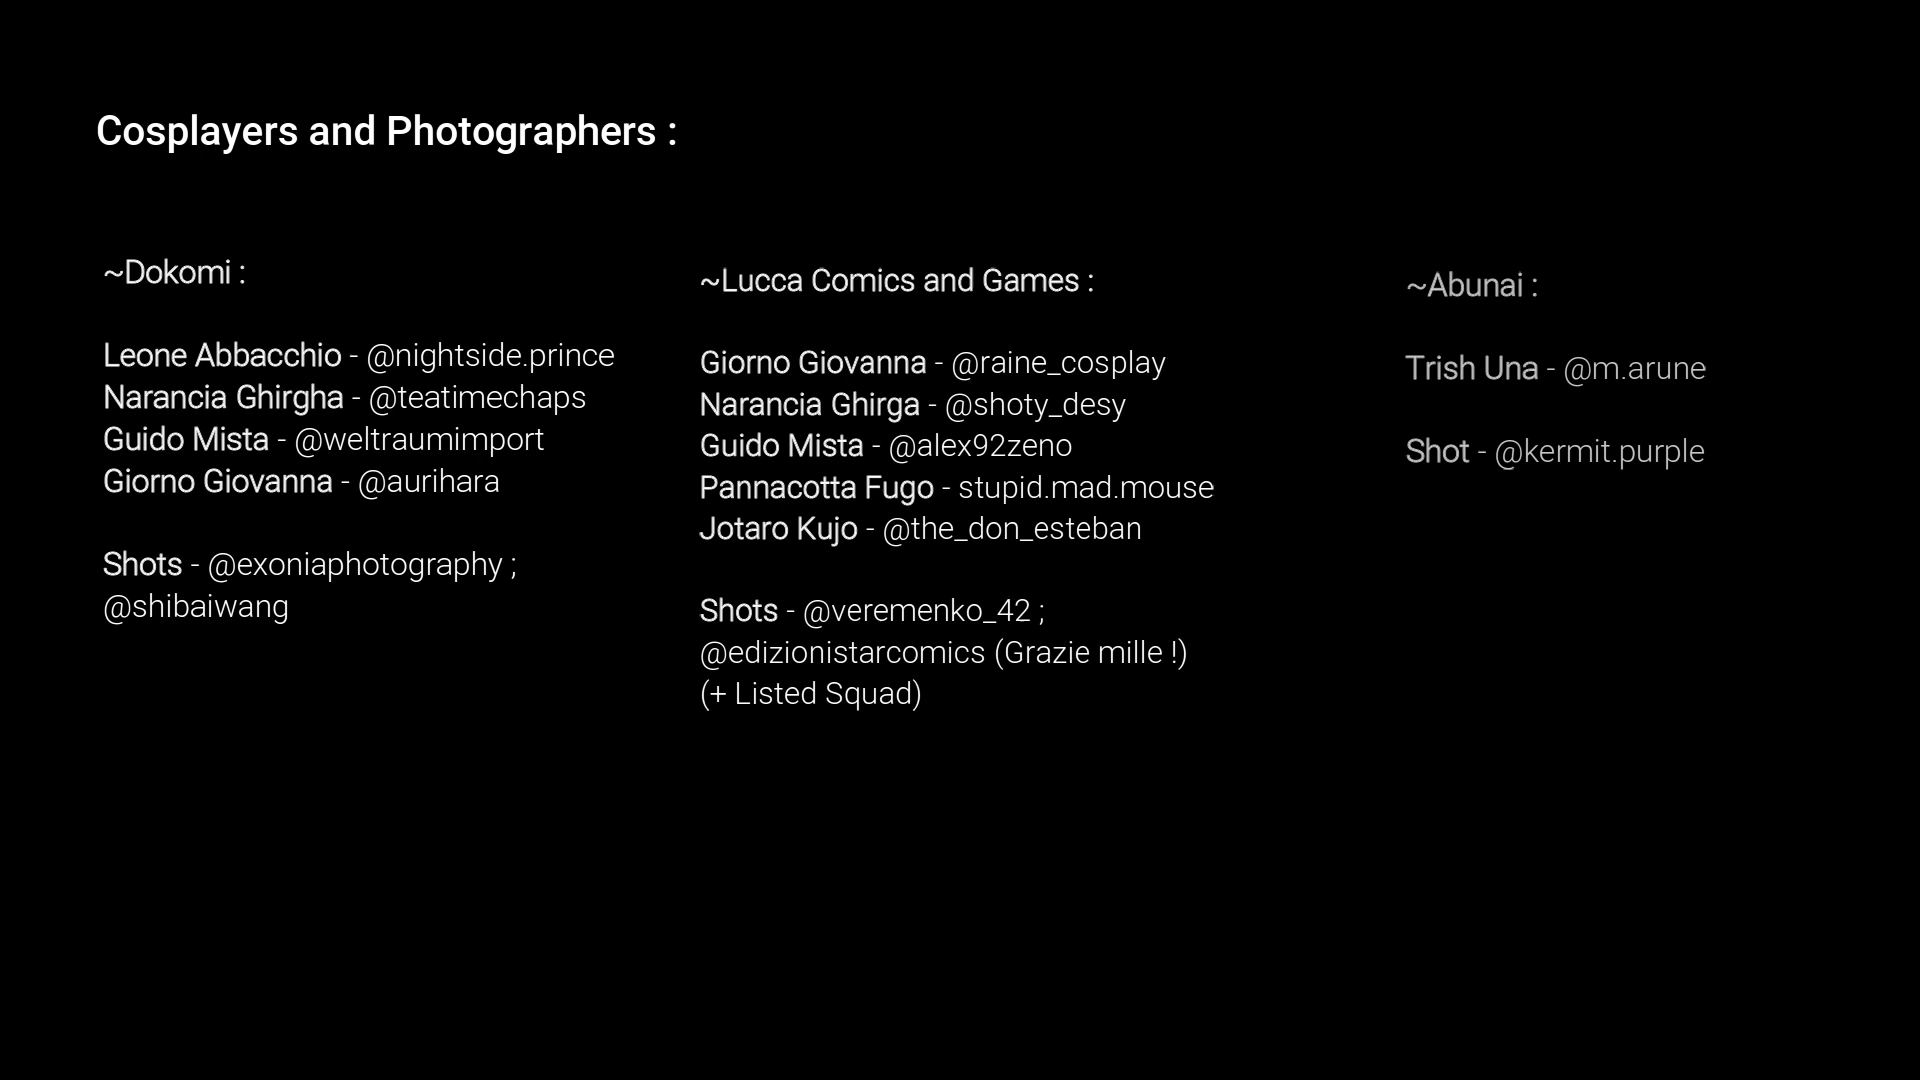 Cosplayers and Photographers :
~Dokomi :
Leone Abbacchio - @nightside.prince
Narancia Ghirgha - @teatimechaps
Guido Mista - @weltraumimport
Giorno Giovanna - @aurihara
Shots - @exoniaphotography ;
@shibaiwang
~Lucca Comics and Games :
Giorno Giovanna - @raine_cosplay
Narancia Ghirga - @shoty_desy
Guido Mista - @alex92zeno
Pannacotta Fugo - stupid.mad.mouse
Jotaro Kujo - @the_don_esteban
Shots - @veremenko_42 ;
@edizionistarcomics (Grazie mille !)
(+ Listed Squad)
~Abunai :
Trish Una - @m.arune
Shot - @kermit.purple